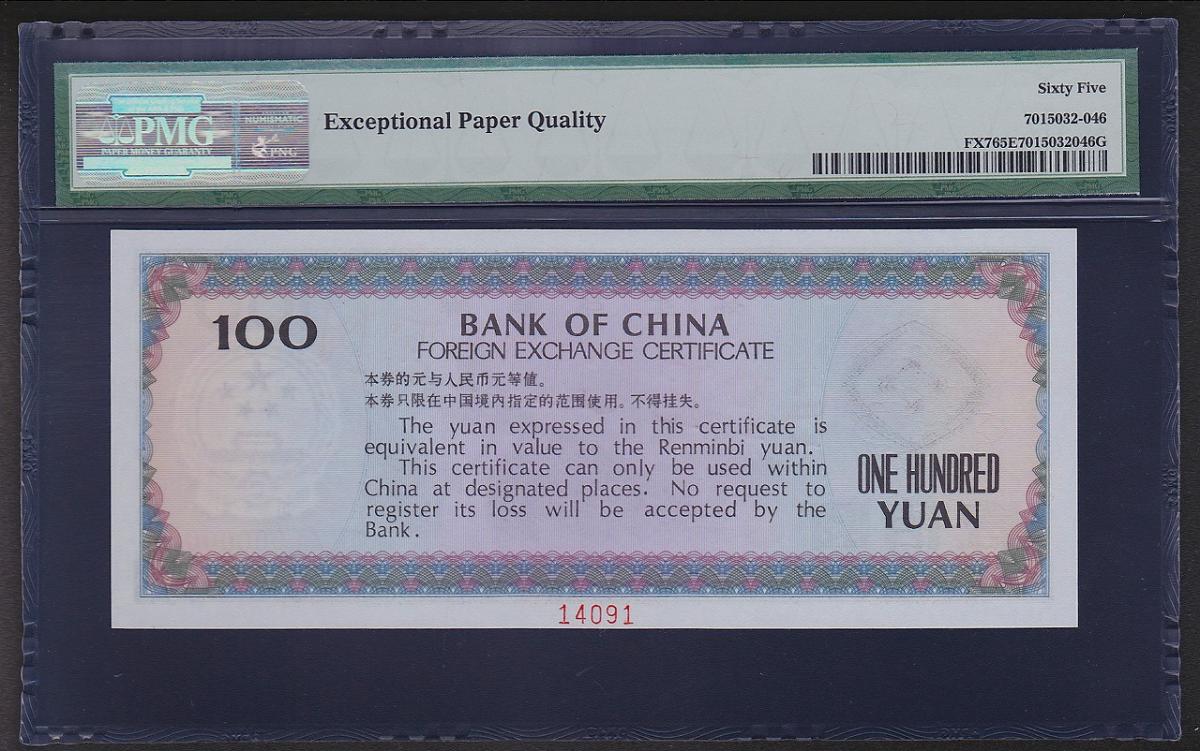 PMG
PAPER MONEY GUARANTY
NUMISMATIC
PNG
Exceptional Paper Quality
Sixty Five
7015032-046
FX765E7015032046G
100
BANK OF CHINA
FOREIGN EXCHANGE CERTIFICATE
本券的元与人民币元等值。
本券只限在中国境内指定的范围使用。不得挂失。
The yuan expressed in this certificate is
equivalent in value to the Renminbi yuan.
This certificate can only be used within
China at designated places. No request to
register its loss will be accepted by the
Bank.
ONE HUNDRED
YUAN
14091